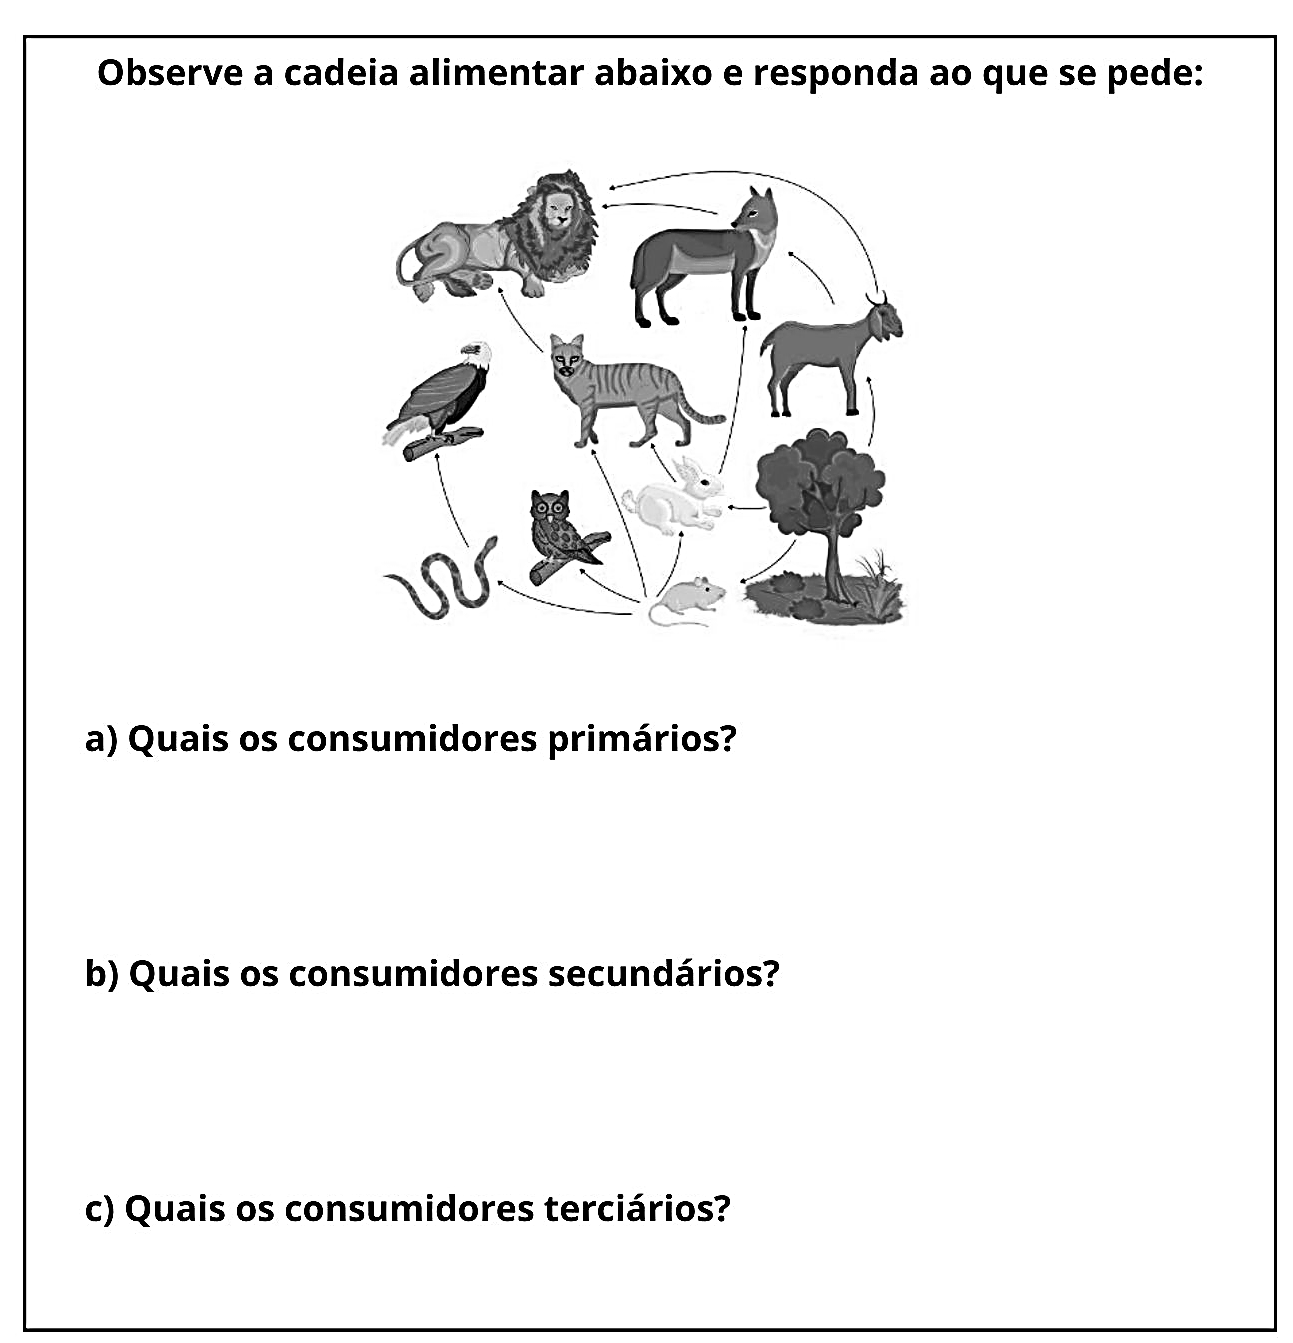 Observe a cadeia alimentar abaixo e responda ao que se pede:
a) Quais os consumidores primários?
b) Quais os consumidores secundários?
c) Quais os consumidores terciários?